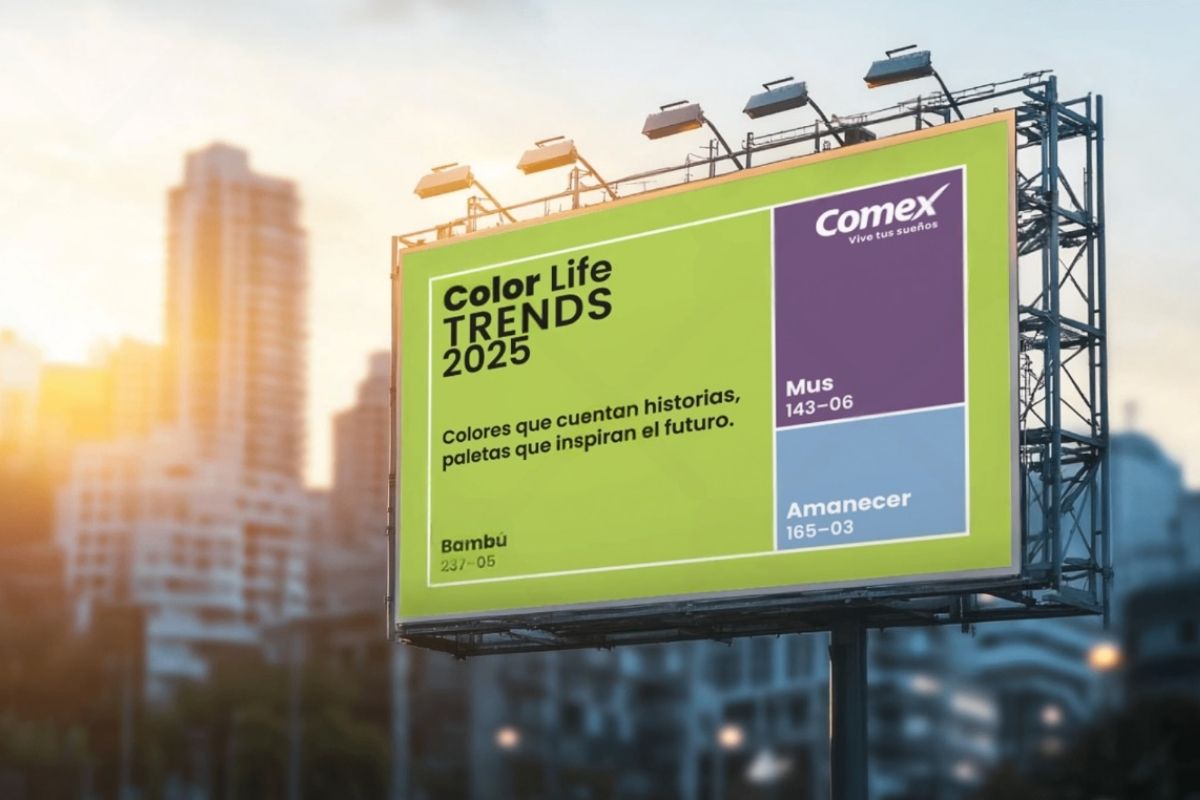 Color Life
TRENDS
2025
Colores que cuentan historias,
paletas que inspiran el futuro.
Bambú
237–05
Comex
Vive tus sueños
Mus
143–06
Amanecer
165–03